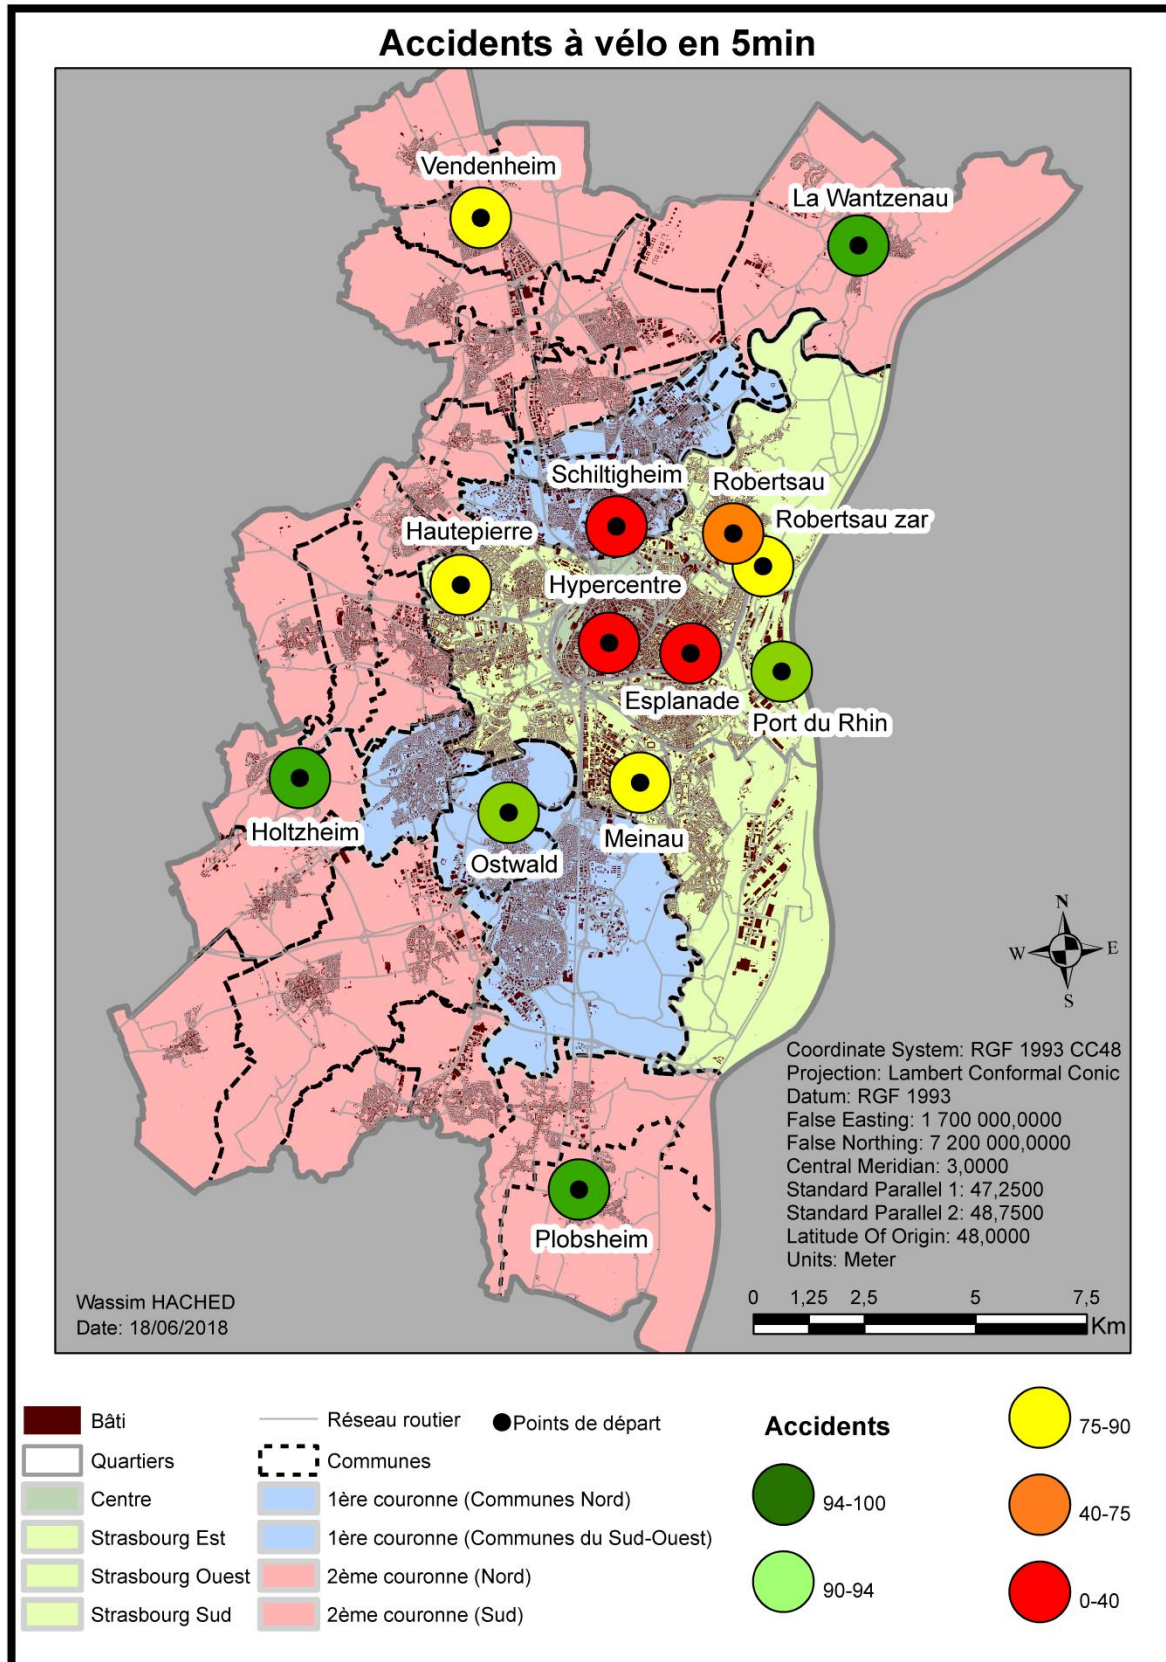 Accidents à vélo en 5min
Vendenheim
La Wantzenau
Schiltigheim
Robertsau
Robertsau zar
Hautepierre
Hypercentre
Esplanade
Port du Rhin
Holtzheim
Ostwald
Meinau
N
W E
S
Plobsheim
Coordinate System: RGF 1993 CC48
Projection: Lambert Conformal Conic
Datum: RGF 1993
False Easting: 1 700 000,0000
False Northing: 7 200 000,0000
Central Meridian: 3,0000
Standard Parallel 1: 47,2500
Standard Parallel 2: 48,7500
Latitude Of Origin: 48,0000
Units: Meter
Wassim HACHED
Date: 18/06/2018
0 1,25 2,5 5 7,5
Km
Bâti
Quartiers
Centre
Strasbourg Est
Strasbourg Ouest
Strasbourg Sud
Réseau routier
Points de départ
Communes
1ère couronne (Communes Nord)
1ère couronne (Communes du Sud-Ouest)
2ème couronne (Nord)
2ème couronne (Sud)
Accidents
94-100
90-94
75-90
40-75
0-40